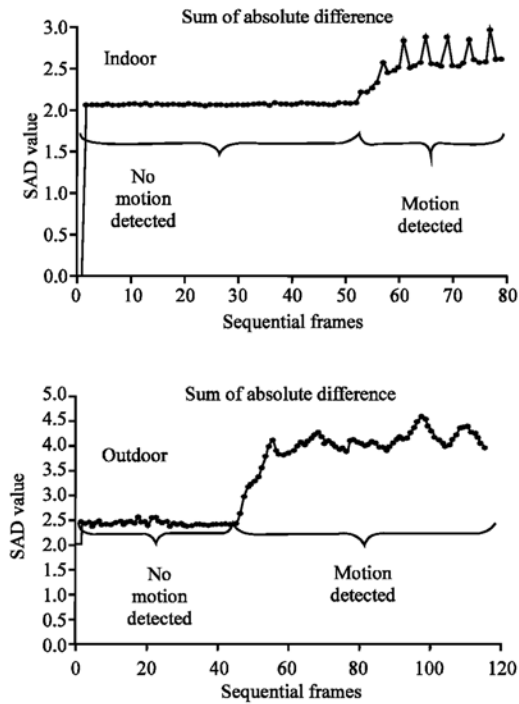 Sum of absolute difference
3.0
Indoor
2.5
2.0
SAD value
1.5
No
motion
detected
Motion
detected
1.0
0.5
0.0
0 10 20 30 40 50 60 70 80
Sequential frames
Sum of absolute difference
5.0
4.5
Outdoor
4.0
3.5
3.0
SAD value
2.5
2.0
No
motion
detected
Motion
detected
1.5
1.0
0.5
0.0
0 20 40 60 80 100 120
Sequential frames